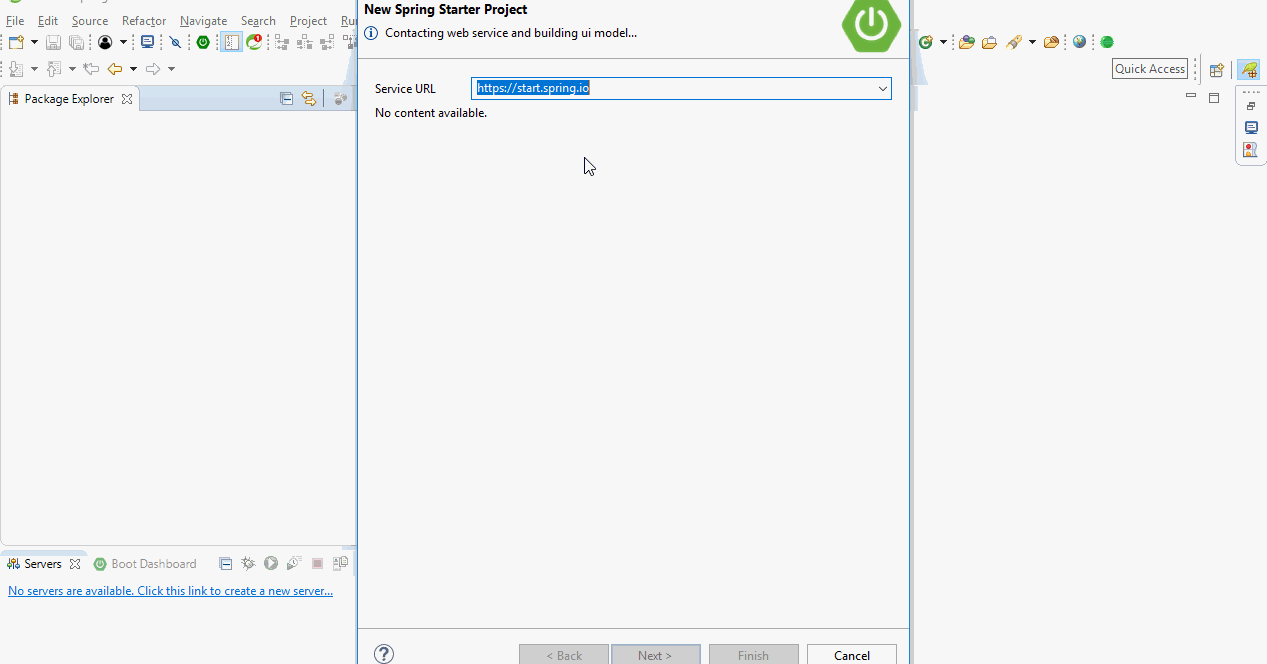 New Spring Starter Project
File Edit Source Refactor Navigate Search Project
Contacting web service and building ui model...
Quick Access
Service URL https://start.spring.io
Package Explorer
No content available.
Servers Boot Dashboard
No servers are available. Click this link to create a new server...
? < Back Next > Finish Cancel